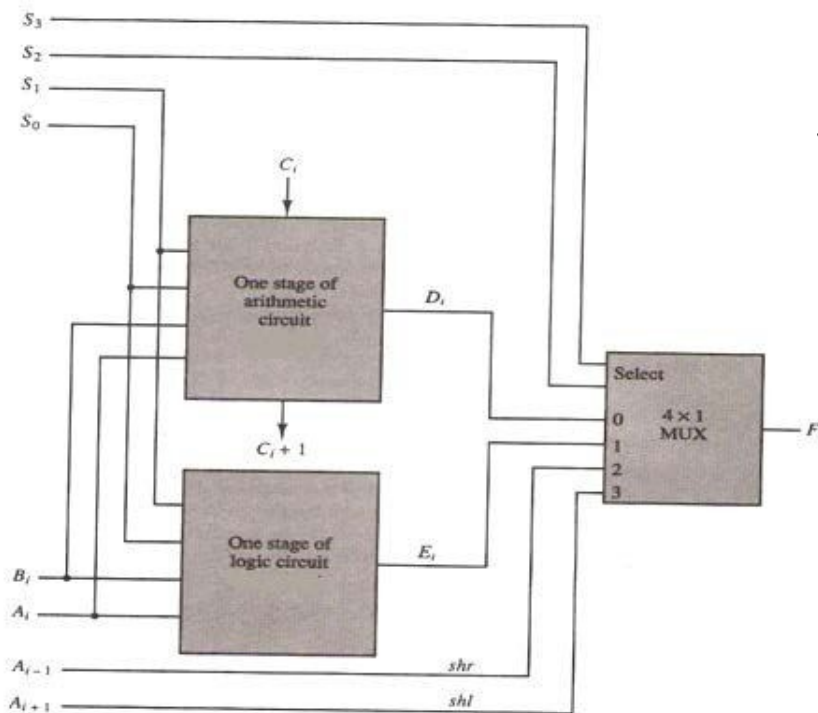 S3
S2
S1
S0
Ci
One stage of
arithmetic
circuit
Di
Select
4 × 1
MUX
0
1
2
3
F
Ci + 1
One stage of
logic circuit
Ei
Bi
Ai
Ai-1
shr
Ai+1
shl